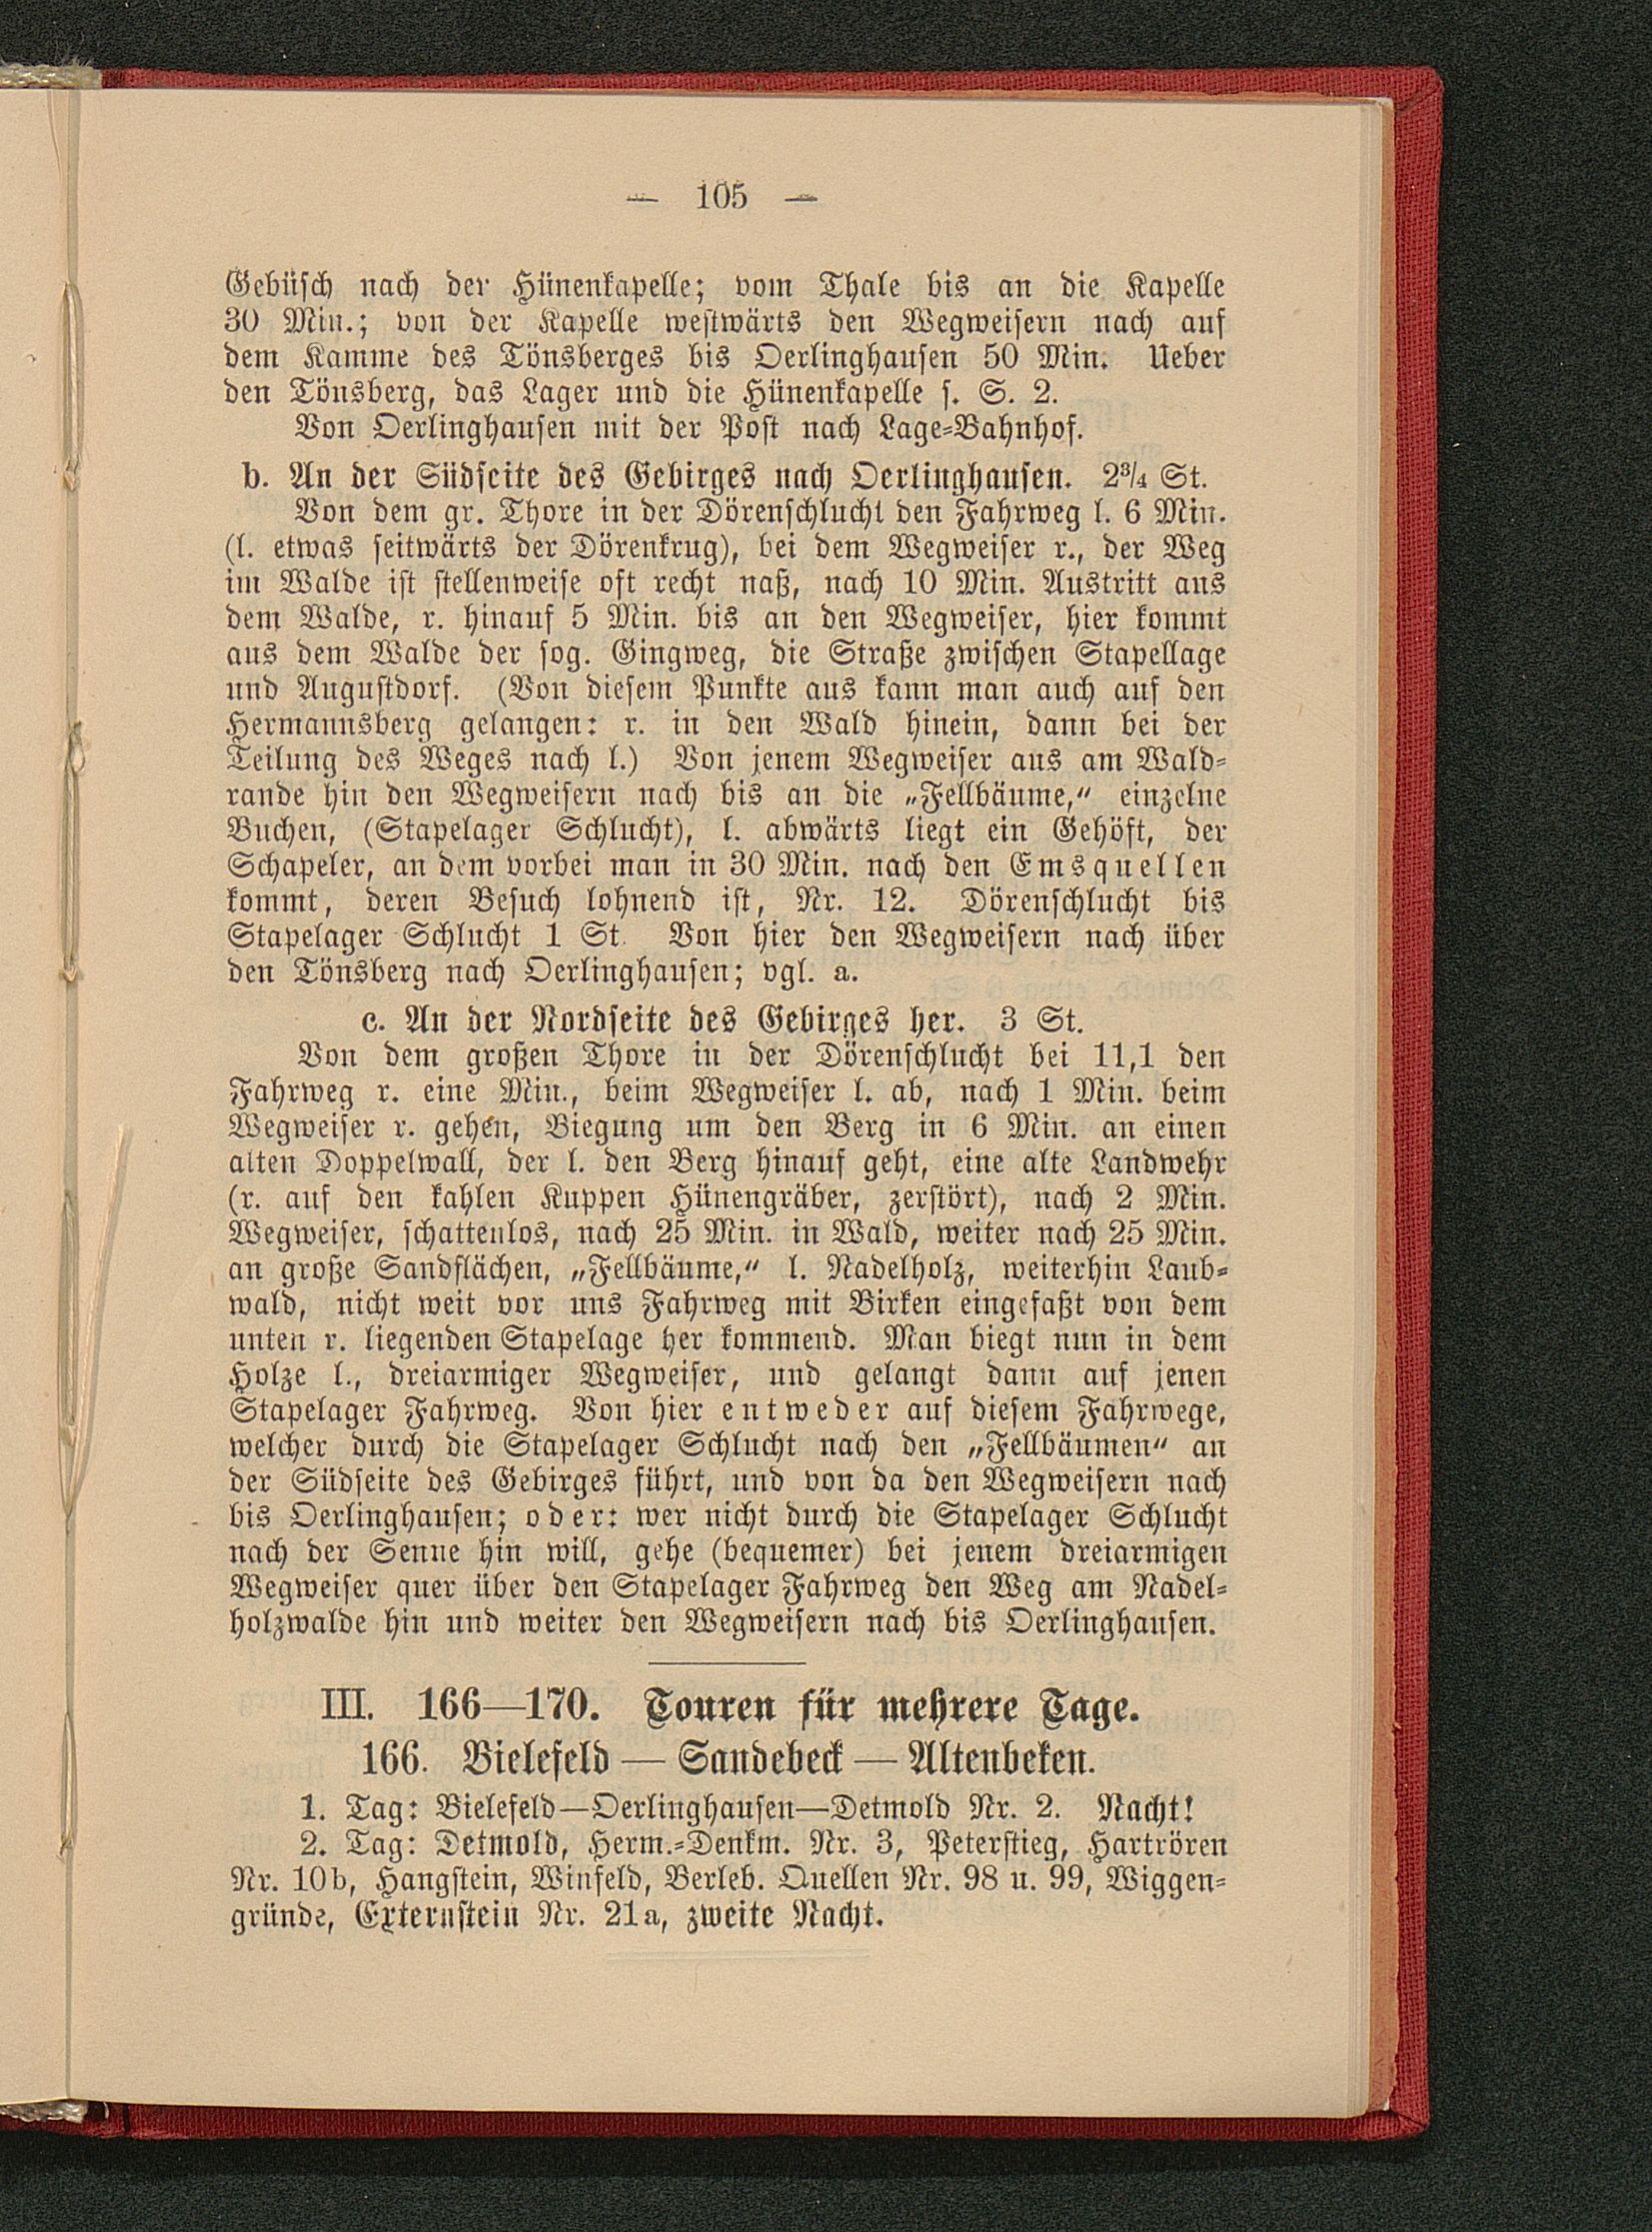 — 105 —
Gebüsch nach der Hünenkapelle; vom Thale bis an die Kapelle
30 Min.; von der Kapelle westwärts den Wegweisern nach auf
dem Kamme des Tönsberges bis Oerlinghausen 50 Min. Ueber
den Tönsberg, das Lager und die Hünenkapelle s. S. 2.
Von Oerlinghausen mit der Post nach Lage-Bahnhof.
b. An der Südseite des Gebirges nach Oerlinghausen. 2¾ St.
Von dem gr. Thore in der Dörenschlucht den Fahrweg l. 6 Min.
(l. etwas seitwärts der Dörenkrug), bei dem Wegweiser r., der Weg
im Walde ist stellenweise oft recht naß, nach 10 Min. Austritt aus
dem Walde, r. hinauf 5 Min. bis an den Wegweiser, hier kommt
aus dem Walde der sog. Gingweg, die Straße zwischen Stapellage
und Augustdorf. (Von diesem Punkte aus kann man auch auf den
Hermannsberg gelangen: r. in den Wald hinein, dann bei der
Teilung des Weges nach l.) Von jenem Wegweiser aus am Wald-
rande hin den Wegweisern nach bis an die „Fellbäume,“ einzelne
Buchen, (Stapelager Schlucht), l. abwärts liegt ein Gehöft, der
Schapeler, an dem vorbei man in 30 Min. nach den Emsquellen
kommt, deren Besuch lohnend ist, Nr. 12. Dörenschlucht bis
Stapelager Schlucht 1 St. Von hier den Wegweisern nach über
den Tönsberg nach Oerlinghausen; vgl. a.
c. An der Nordseite des Gebirges her. 3 St.
Von dem großen Thore in der Dörenschlucht bei 11,1 den
Fahrweg r. eine Min., beim Wegweiser l. ab, nach 1 Min. beim
Wegweiser r. gehen, Biegung um den Berg in 6 Min. an einen
alten Doppelwall, der l. den Berg hinauf geht, eine alte Landwehr
(r. auf den kahlen Kuppen Hünengräber, zerstört), nach 2 Min.
Wegweiser, schattenlos, nach 25 Min. in Wald, weiter nach 25 Min.
an große Sandflächen, „Fellbäume,“ l. Nadelholz, weiterhin Laub-
wald, nicht weit vor uns Fahrweg mit Birken eingefaßt von dem
unten r. liegenden Stapelage her kommend. Man biegt nun in dem
Holze l., dreiarmiger Wegweiser, und gelangt dann auf jenen
Stapelager Fahrweg. Von hier entweder auf diesem Fahrwege,
welcher durch die Stapelager Schlucht nach den „Fellbäumen“ an
der Südseite des Gebirges führt, und von da den Wegweisern nach
bis Oerlinghausen; oder: wer nicht durch die Stapelager Schlucht
nach der Senne hin will, gehe (bequemer) bei jenem dreiarmigen
Wegweiser quer über den Stapelager Fahrweg den Weg am Nadel-
holzwalde hin und weiter den Wegweisern nach bis Oerlinghausen.
III. 166—170. Touren für mehrere Tage.
166. Bielefeld — Sandebeck — Altenbeken.
1. Tag: Bielefeld—Oerlinghausen—Detmold Nr. 2. Nacht!
2. Tag: Detmold, Herm.-Denkm. Nr. 3, Peterstieg, Hartrören
Nr. 10b, Hangstein, Winfeld, Berleb. Quellen Nr. 98 u. 99, Wiggen-
gründe, Externstein Nr. 21a, zweite Nacht.